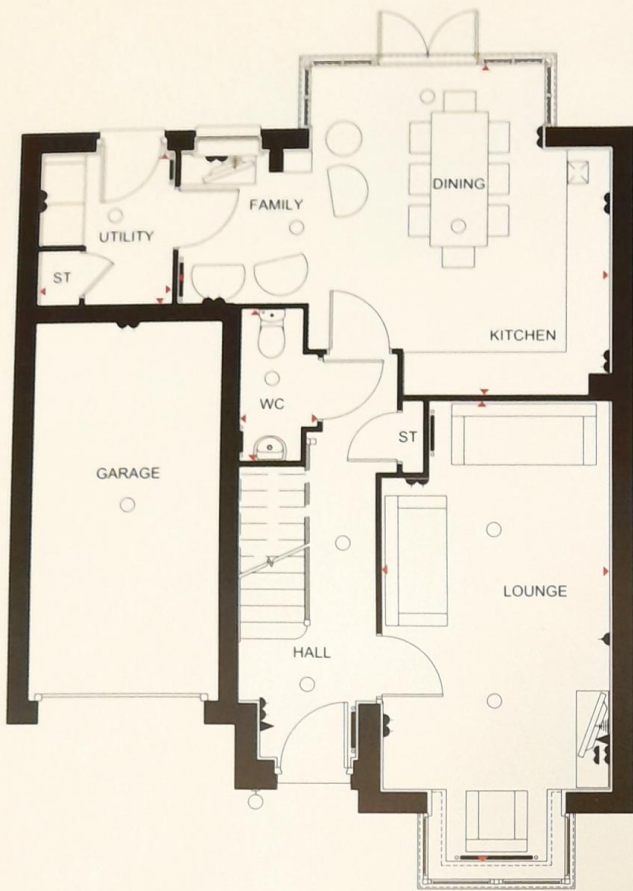 DINING
FAMILY
UTILITY
ST
KITCHEN
WC
ST
GARAGE
LOUNGE
HALL